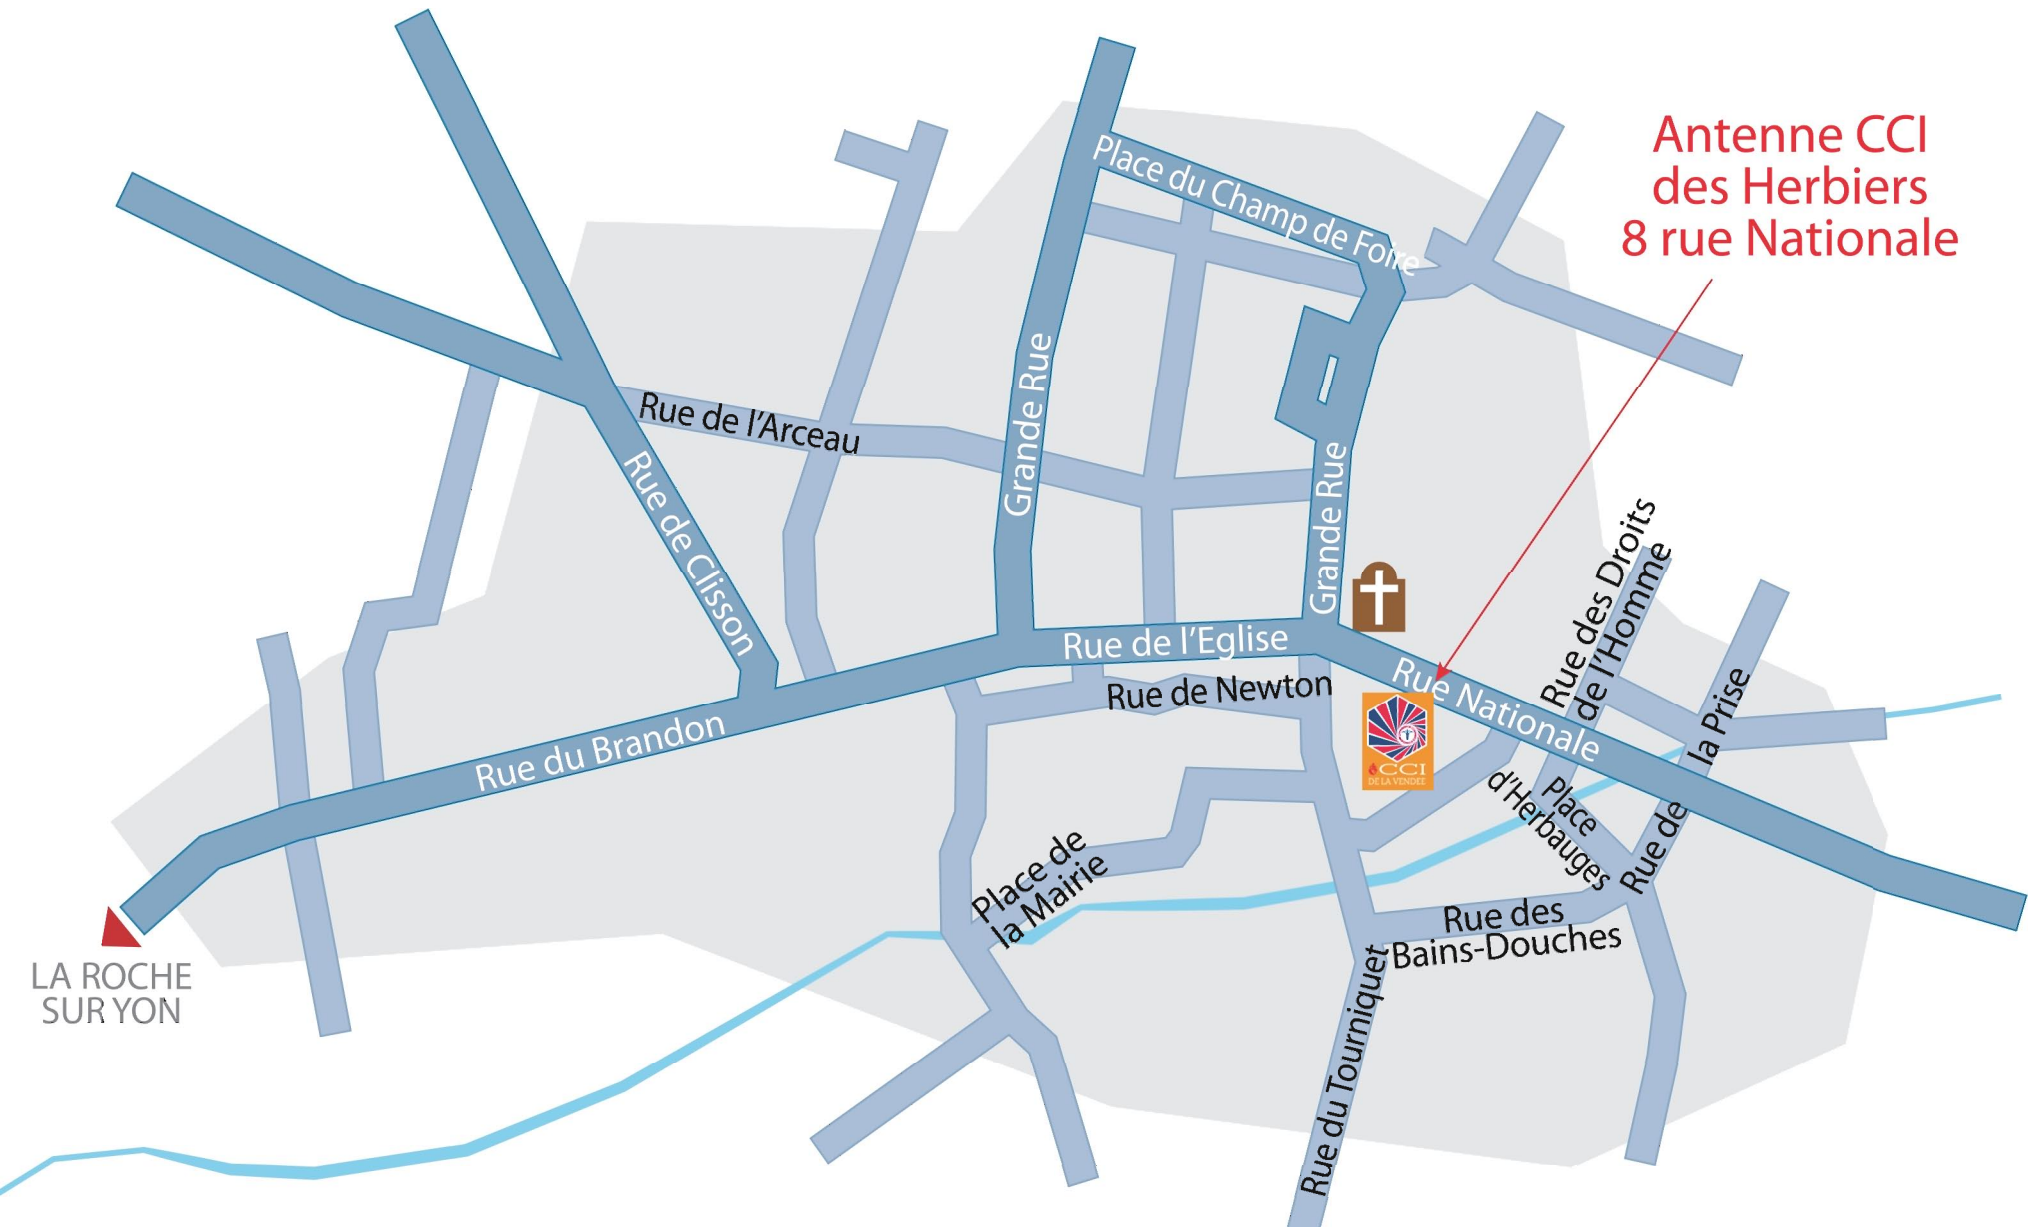 Antenne CCI
des Herbiers
8 rue Nationale
Place du Champ de Foire
Grande Rue
Rue de l'Arceau
Rue de Clisson
Grande Rue
Rue des Droits
de l'Homme
Rue de l'Eglise
Rue de Newton
Rue Nationale
la Prise
Rue de
Rue du Brandon
CCI
DE LA VENDEE
Place
d'Herbauges
Place de
la Mairie
Rue des
Bains-Douches
Rue du Tourniquet
LA ROCHE
SUR YON